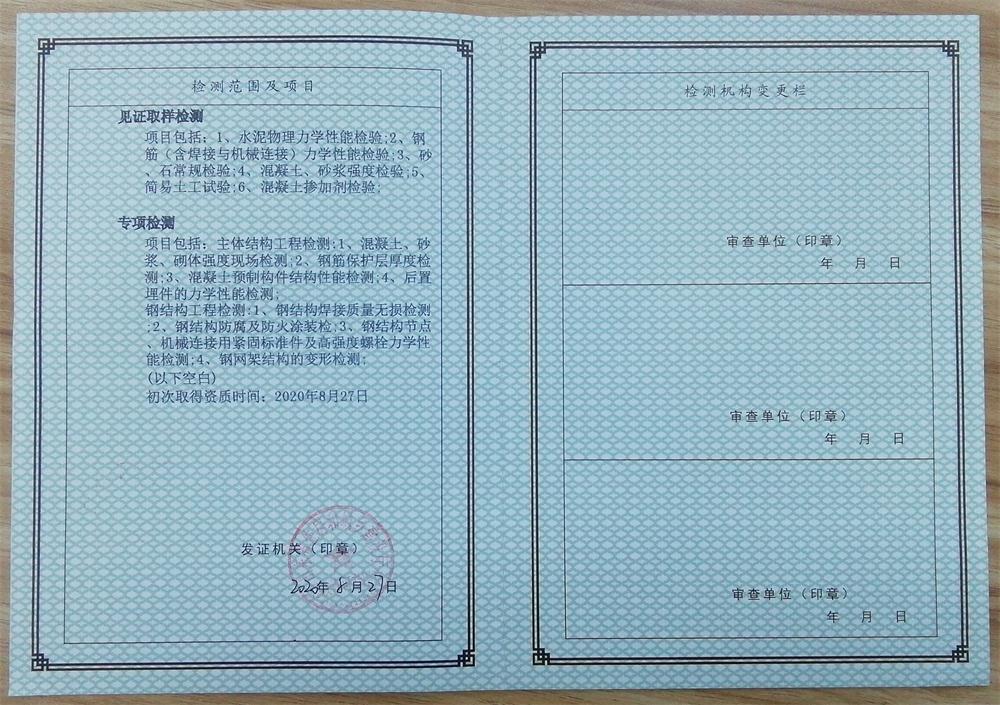 检测范围及项目
见证取样检测
项目包括：1、水泥物理力学性能检验;2、钢
筋（含焊接与机械连接）力学性能检验;3、砂
、石常规检验;4、混凝土、砂浆强度检验;5、
简易土工试验;6、混凝土掺加剂检验;
专项检测
项目包括：主体结构工程检测:1、混凝土、砂
浆、砌体强度现场检测;2、钢筋保护层厚度检
测;3、混凝土预制构件结构性能检测;4、后置
埋件的力学性能检测;
钢结构工程检测:1、钢结构焊接质量无损检测
;2、钢结构防腐及防火涂装检;3、钢结构节点
、机械连接用紧固标准件及高强度螺栓力学性
能检测;4、钢网架结构的变形检测;
(以下空白)
初次取得资质时间：2020年8月27日
发证机关（印章）
2020年8月27日
检测机构变更栏
审查单位（印章）
年 月 日
审查单位（印章）
年 月 日
审查单位（印章）
年 月 日